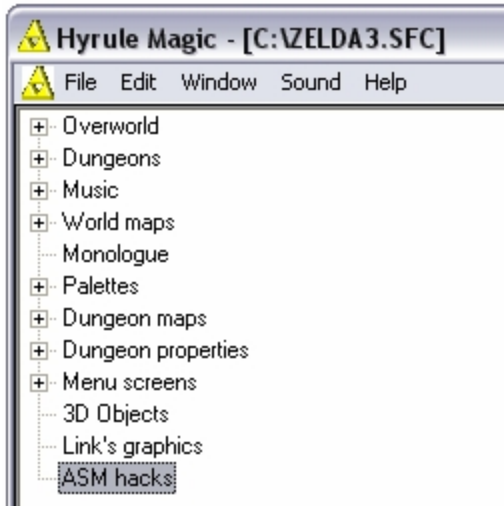 Hyrule Magic - [C:\ZELDA3.SFC]
File Edit Window Sound Help
Overworld
Dungeons
Music
World maps
Monologue
Palettes
Dungeon maps
Dungeon properties
Menu screens
3D Objects
Link's graphics
ASM hacks